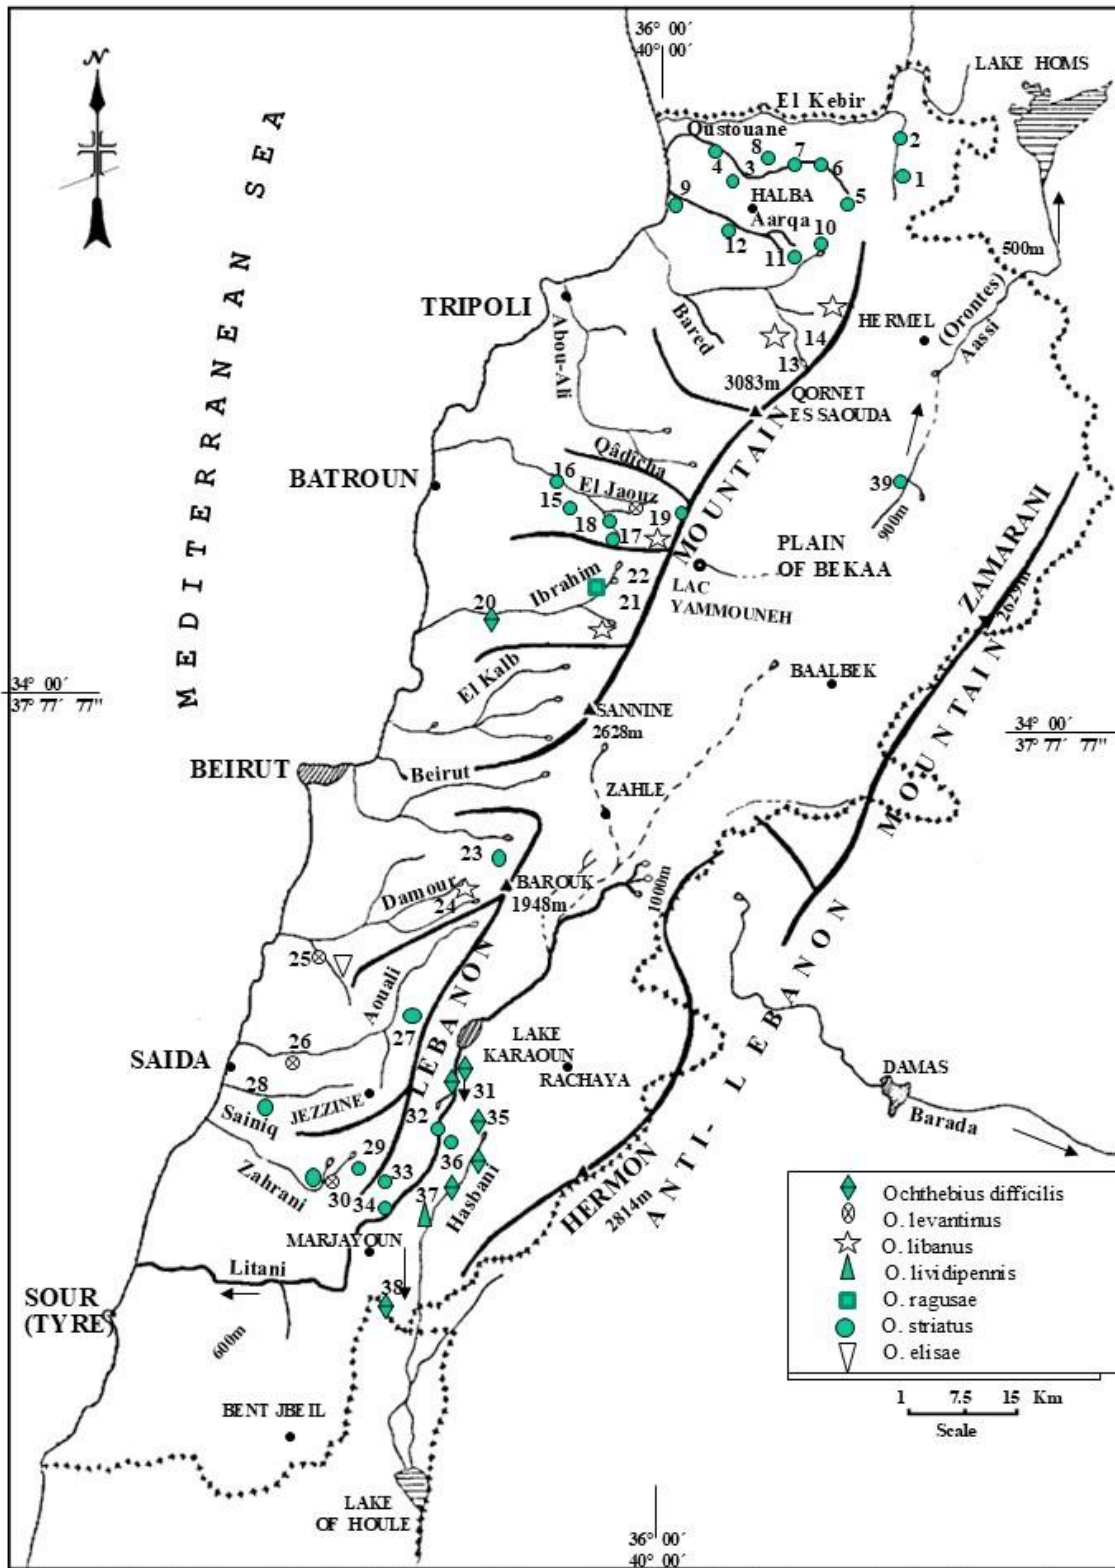 36° 00´
40° 00´
N
LAKE HOMS
El Kebir
Oustouane
2
8
7
6
4
3
1
9
HALBA
5
Aarqa
10
12
11
500m
MEDITERRANEAN SEA
TRIPOLI
Abou-Ali
Bared
14
HERMEL
(Orontes)
Aassi
13
3083m
QORNET
ES SAOUDA
Qâdîcha
BATROUN
16
El Jaouz
15
18
19
17
39
900m
MOUNTAIN
PLAIN
OF BEKAA
ZAMARANI
2629m
Ibrahim
22
LAC
YAMMOUNEH
21
20
El Kalb
BAALBEK
34° 00´
37° 77´ 77"
SANNINE
2628m
34° 00´
37° 77´ 77"
MOUNTAIN
BEIRUT
Beirut
ZAHLE
23
BAROUK
1948m
Damour
24
1000m
25
Aouali
LEBANON
27
ANTI- LEBANON
26
SAIDA
LAKE
KARAOUN
RACHAYA
DAMAS
28
Sainiq
JEZZINE
31
32
35
Barada
29
36
Zahrani
30
33
34
37
Hasbani
HERMON
2814m
MARJAYOUN
Litani
38
SOUR
(TYRE)
600m
BENT JBEIL
LAKE
OF HOULE
Ochthebius difficilis
O. levantinus
O. libanus
O. lividipennis
O. ragusae
O. striatus
O. elisae
1 7.5 15 Km
Scale
36° 00´
40° 00´